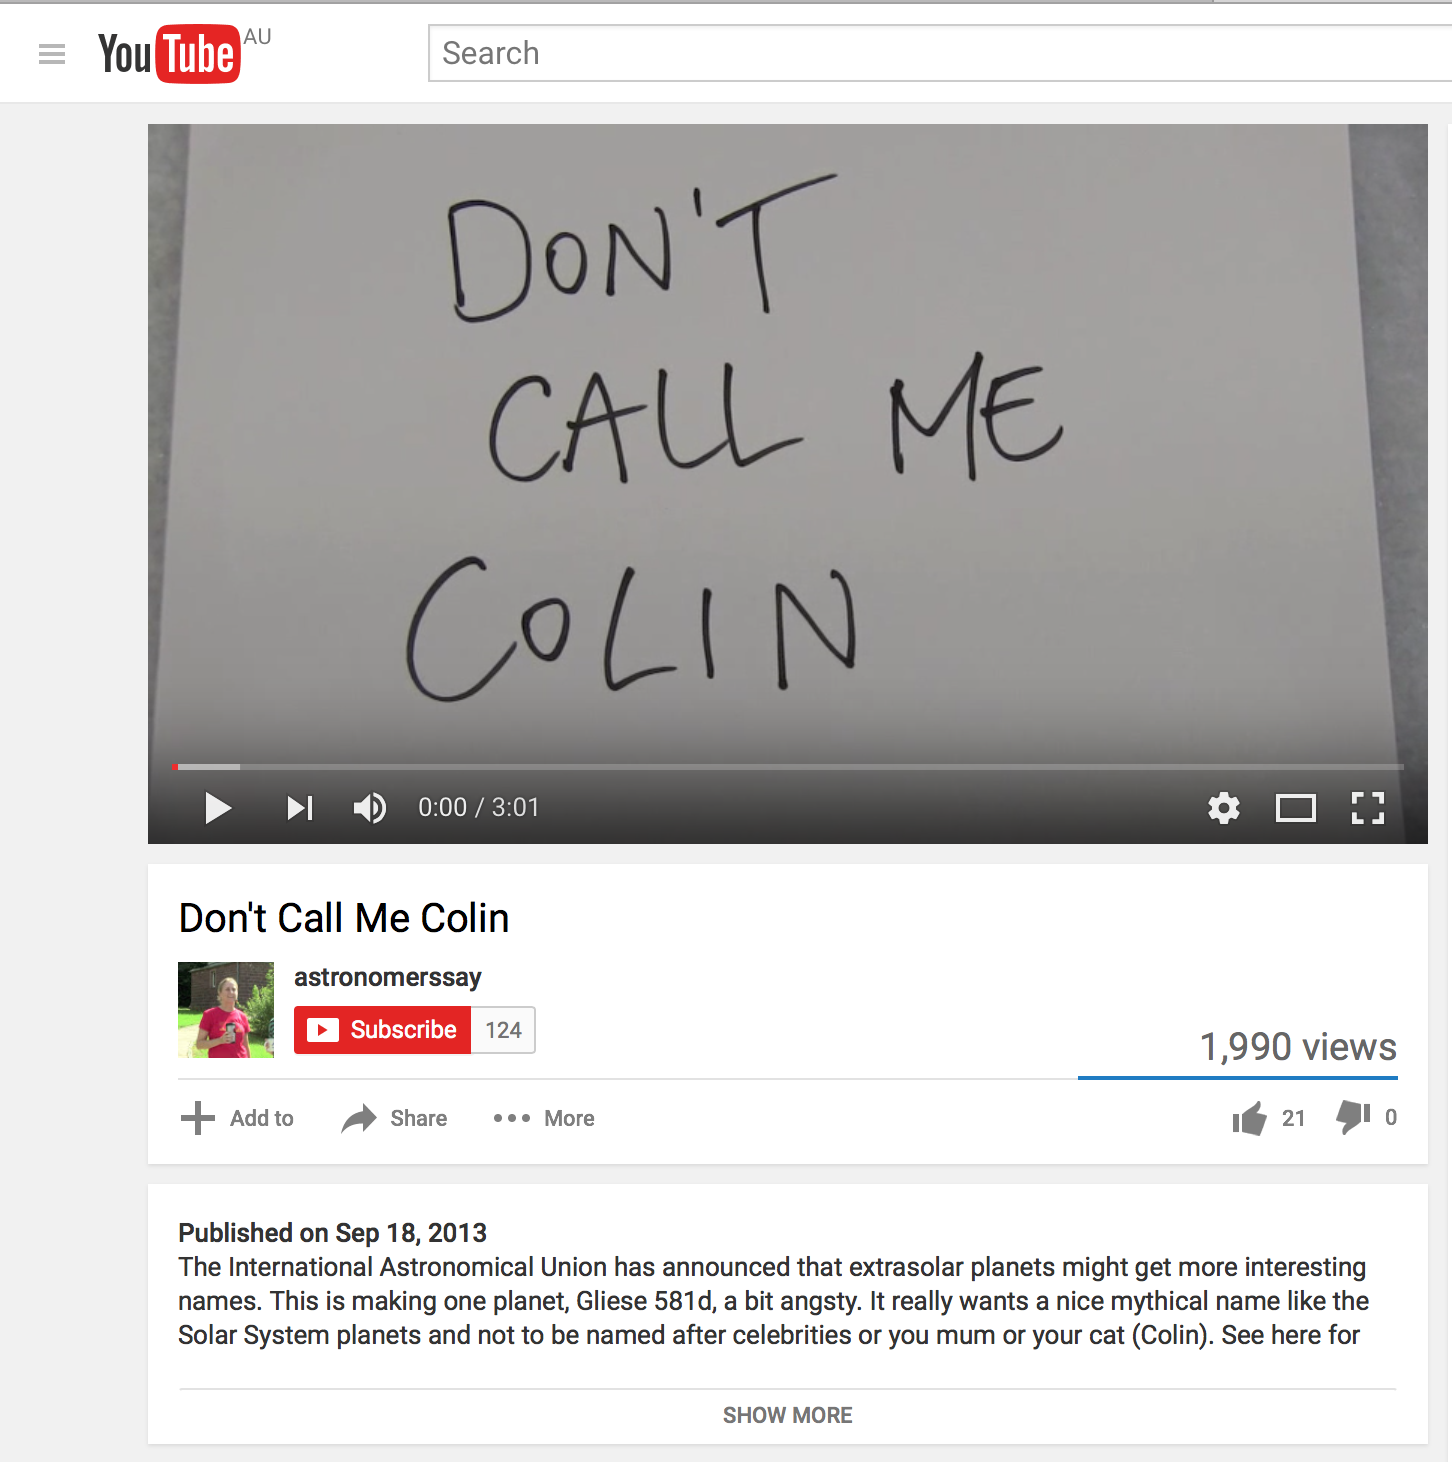 YouTube AU
Search
DON'T
CALL ME
COLIN
0:00 / 3:01
Don't Call Me Colin
astronomerssay
Subscribe 124
1,990 views
Add to Share More 21 0
Published on Sep 18, 2013
The International Astronomical Union has announced that extrasolar planets might get more interesting
names. This is making one planet, Gliese 581d, a bit angsty. It really wants a nice mythical name like the
Solar System planets and not to be named after celebrities or you mum or your cat (Colin). See here for
SHOW MORE